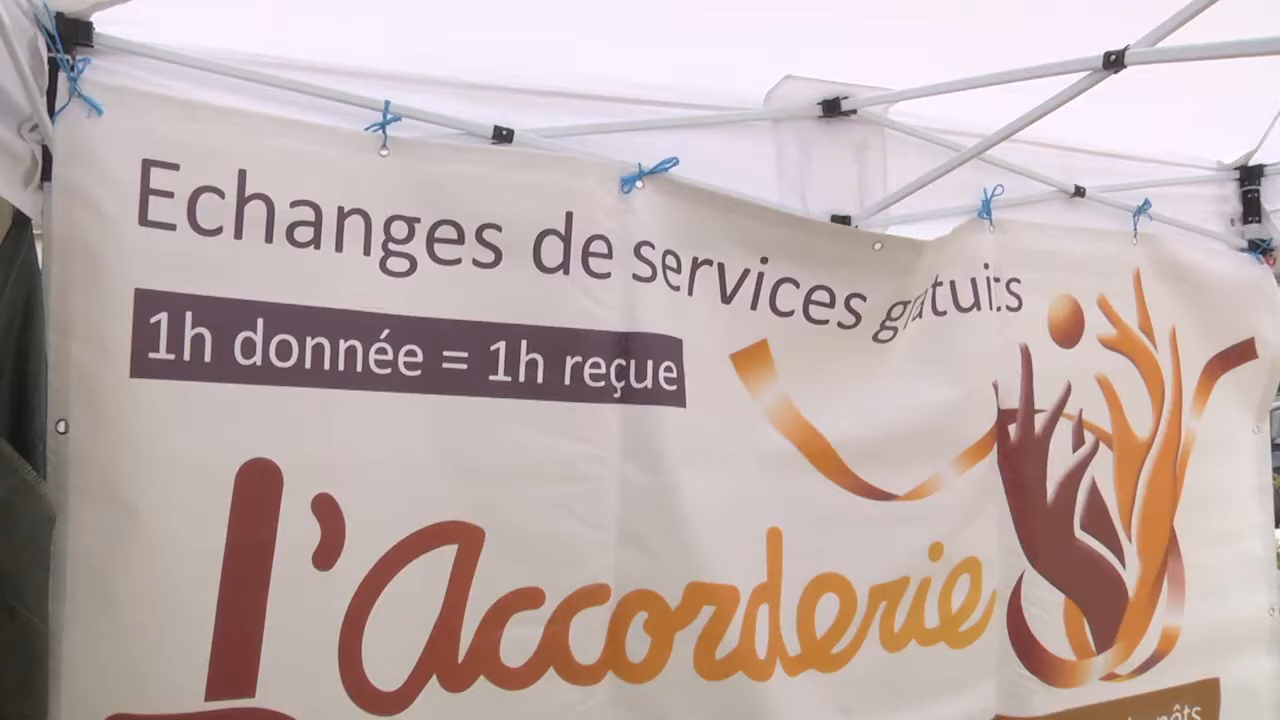 Echanges de services gratuits
1h donnée = 1h reçue
l'Accorderie